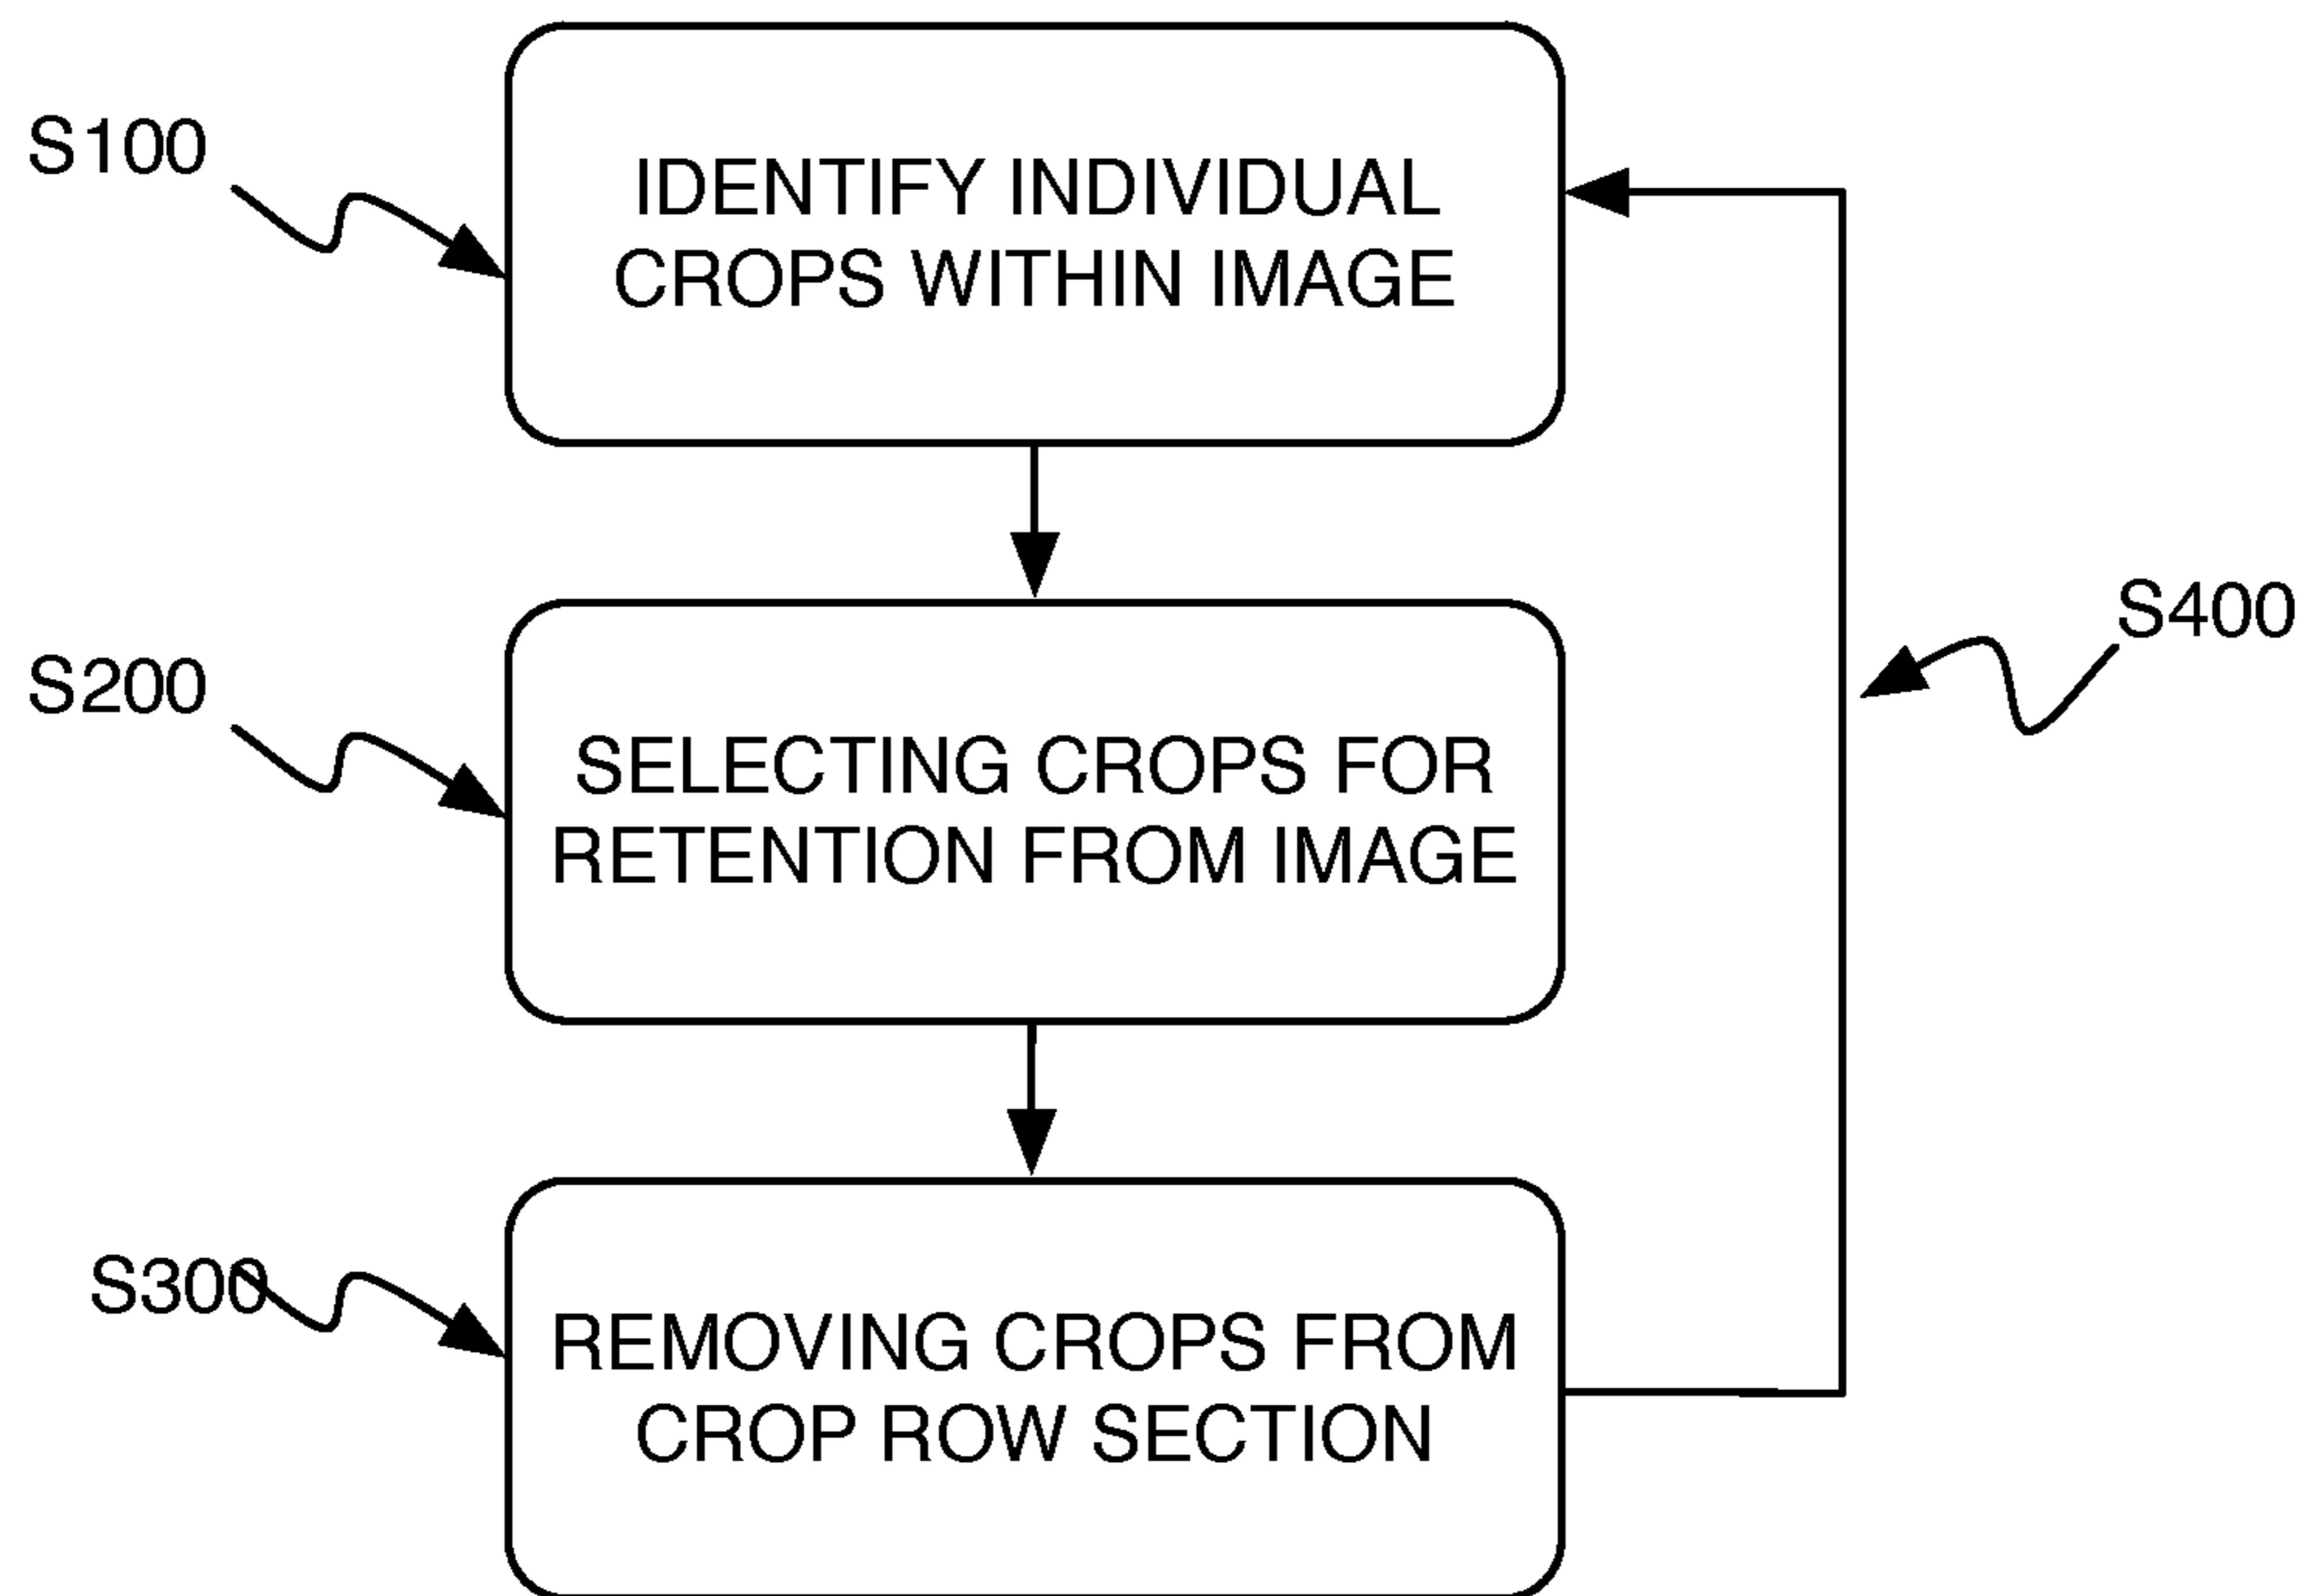 S100
IDENTIFY INDIVIDUAL
CROPS WITHIN IMAGE
S200
SELECTING CROPS FOR
RETENTION FROM IMAGE
S400
S300
REMOVING CROPS FROM
CROP ROW SECTION